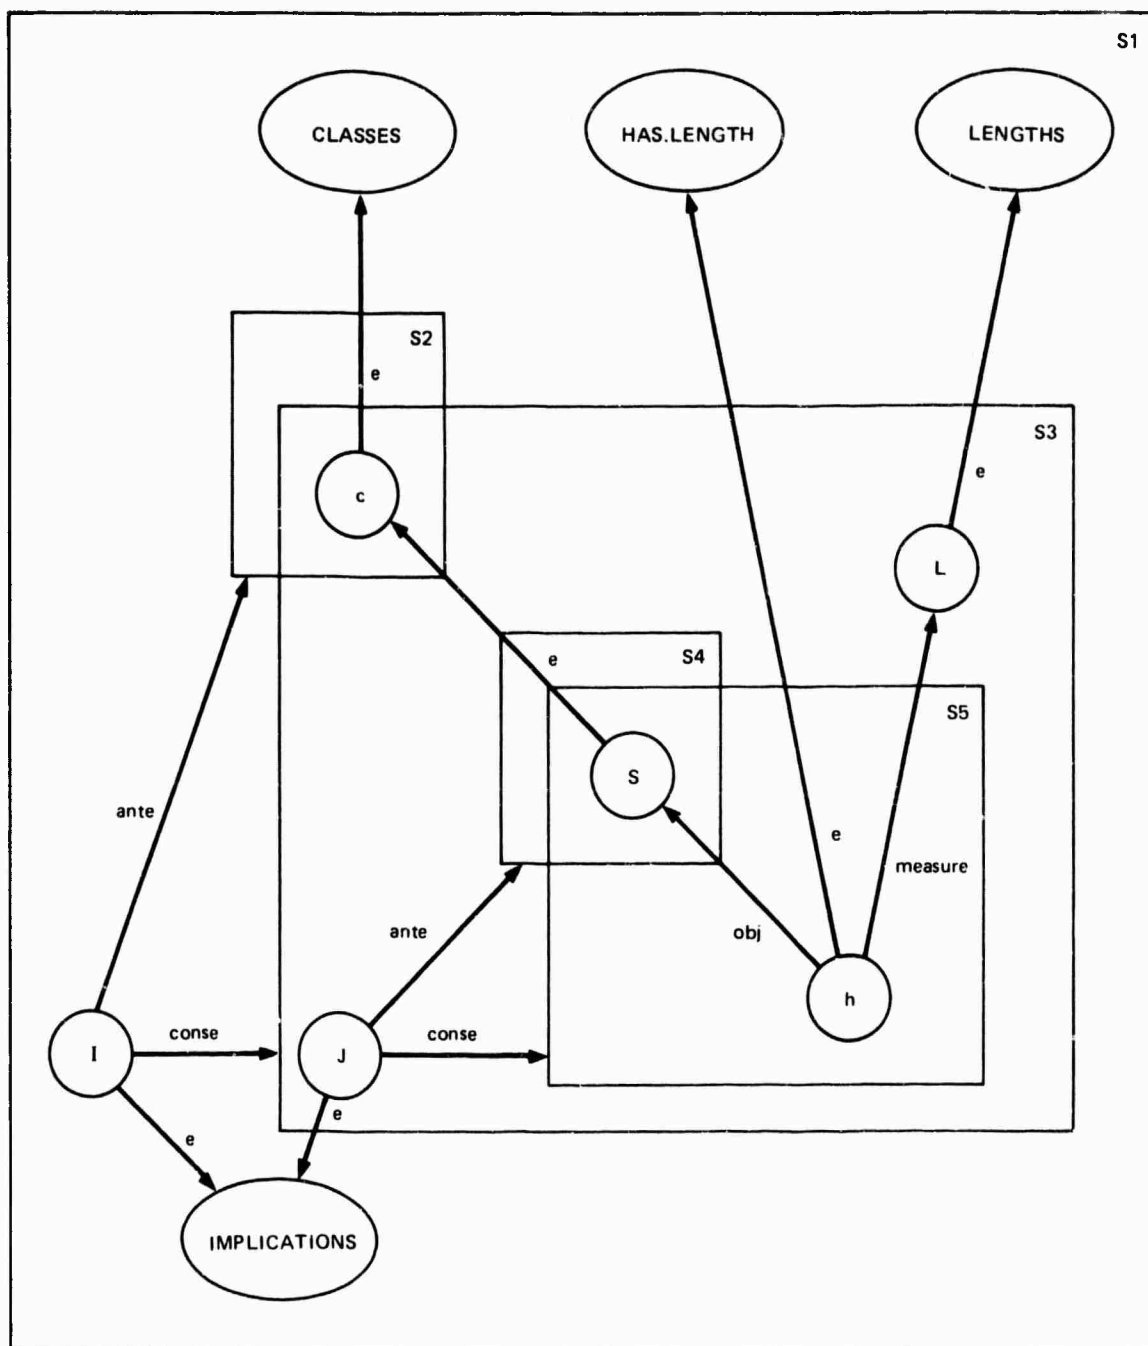 S1
CLASSES
HAS.LENGTH
LENGTHS
S2
e
S3
e
c
L
e
S4
S5
S
ante
e
measure
ante
obj
h
I
conse
J
conse
e
e
IMPLICATIONS